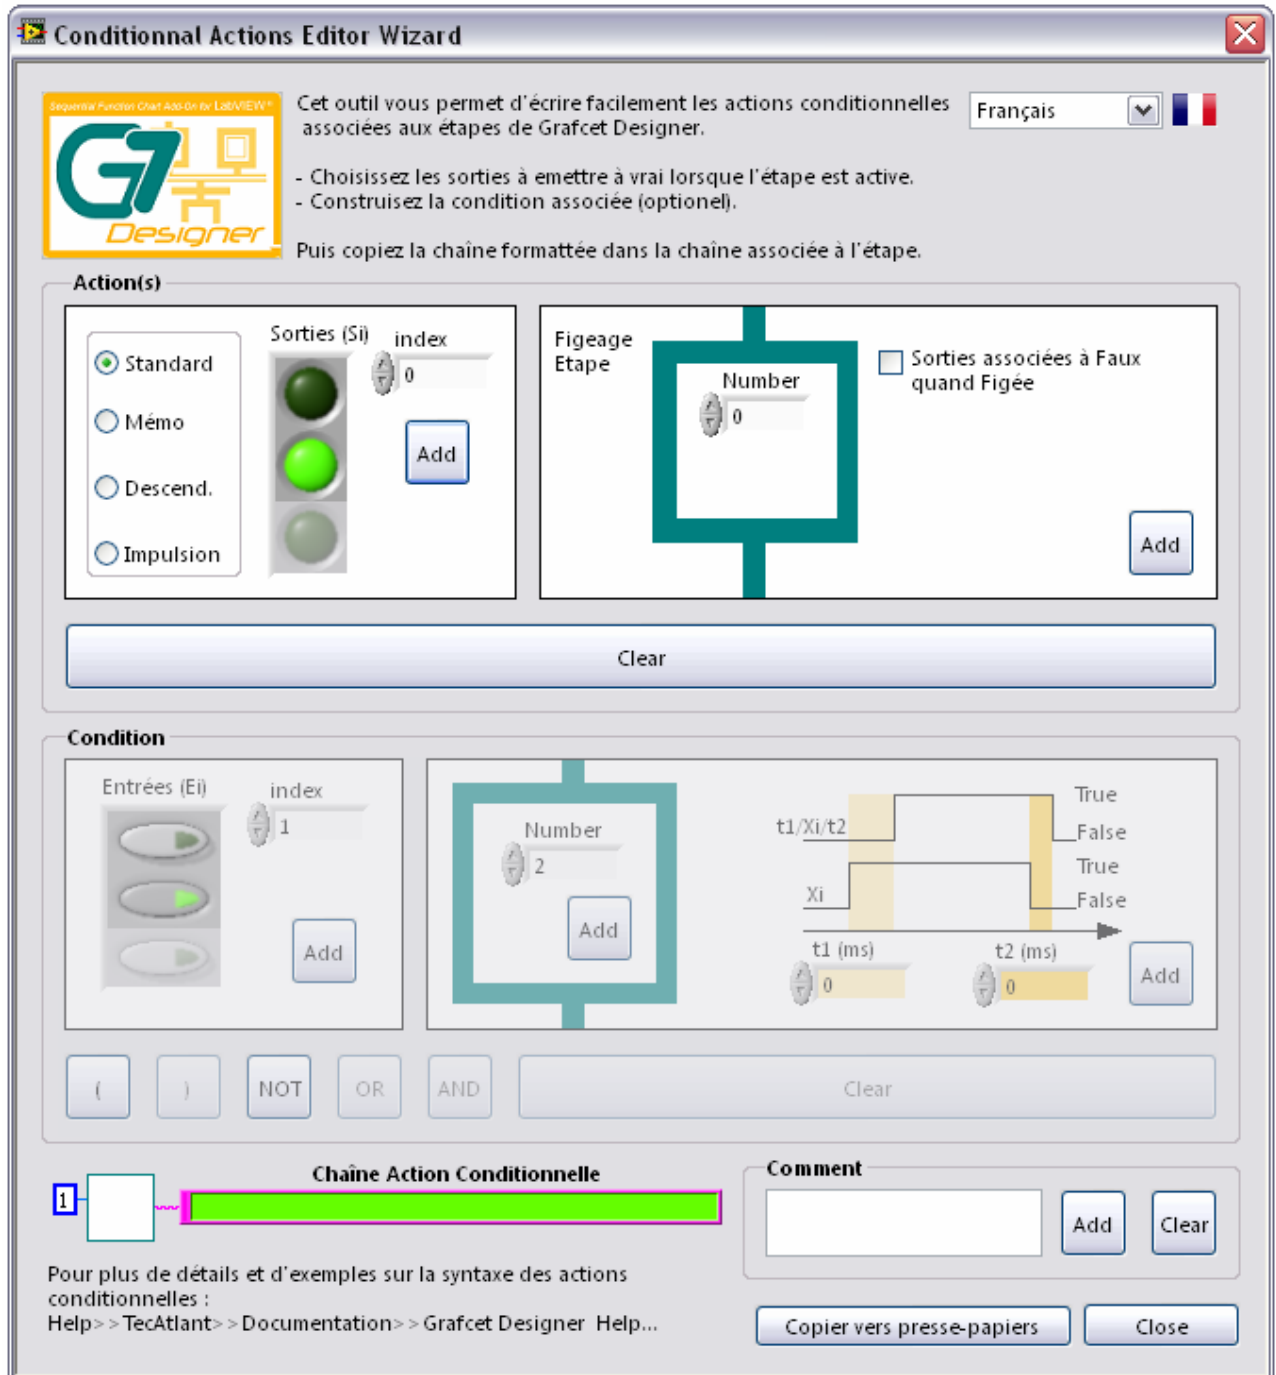 Conditionnal Actions Editor Wizard
Sequential Function Chart Add-On for LabVIEW®
G7
Designer
Cet outil vous permet d'écrire facilement les actions conditionnelles
associées aux étapes de Grafcet Designer.
- Choisissez les sorties à emettre à vrai lorsque l'étape est active.
- Construisez la condition associée (optionel).
Puis copiez la chaîne formattée dans la chaîne associée à l'étape.
Français
Action(s)
Standard
Mémo
Descend.
Impulsion
Sorties (Si)
index
0
Add
Figeage
Etape
Number
0
Sorties associées à Faux
quand Figée
Add
Clear
Condition
Entrées (Ei)
index
1
Add
Number
2
Add
t1/Xi/t2
True
False
Xi
True
False
t1 (ms)
0
t2 (ms)
0
Add
(
)
NOT
OR
AND
Clear
Chaîne Action Conditionnelle
1
Comment
Add
Clear
Pour plus de détails et d'exemples sur la syntaxe des actions
conditionnelles :
Help>>TecAtlant>>Documentation>>Grafcet Designer Help...
Copier vers presse-papiers
Close